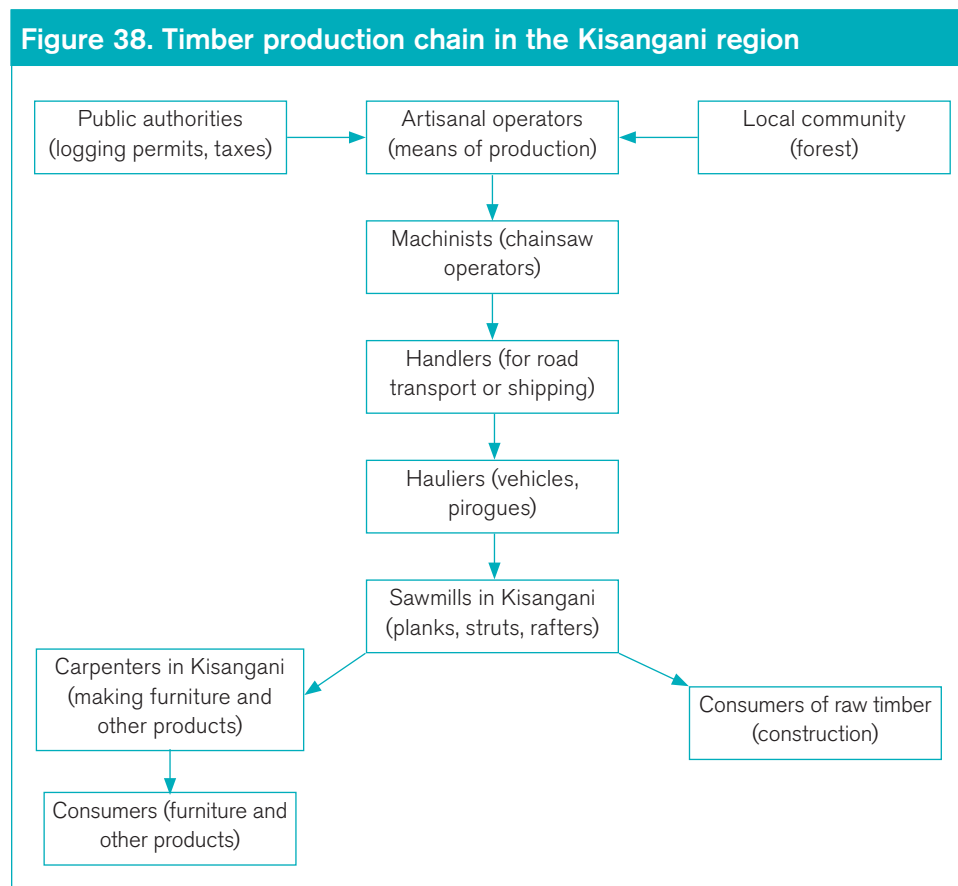 Figure 38. Timber production chain in the Kisangani region
Public authorities
(logging permits, taxes)
Artisanal operators
(means of production)
Local community
(forest)
Machinists (chainsaw
operators)
Handlers (for road
transport or shipping)
Hauliers (vehicles,
pirogues)
Sawmills in Kisangani
(planks, struts, rafters)
Carpenters in Kisangani
(making furniture and
other products)
Consumers of raw timber
(construction)
Consumers (furniture and
other products)